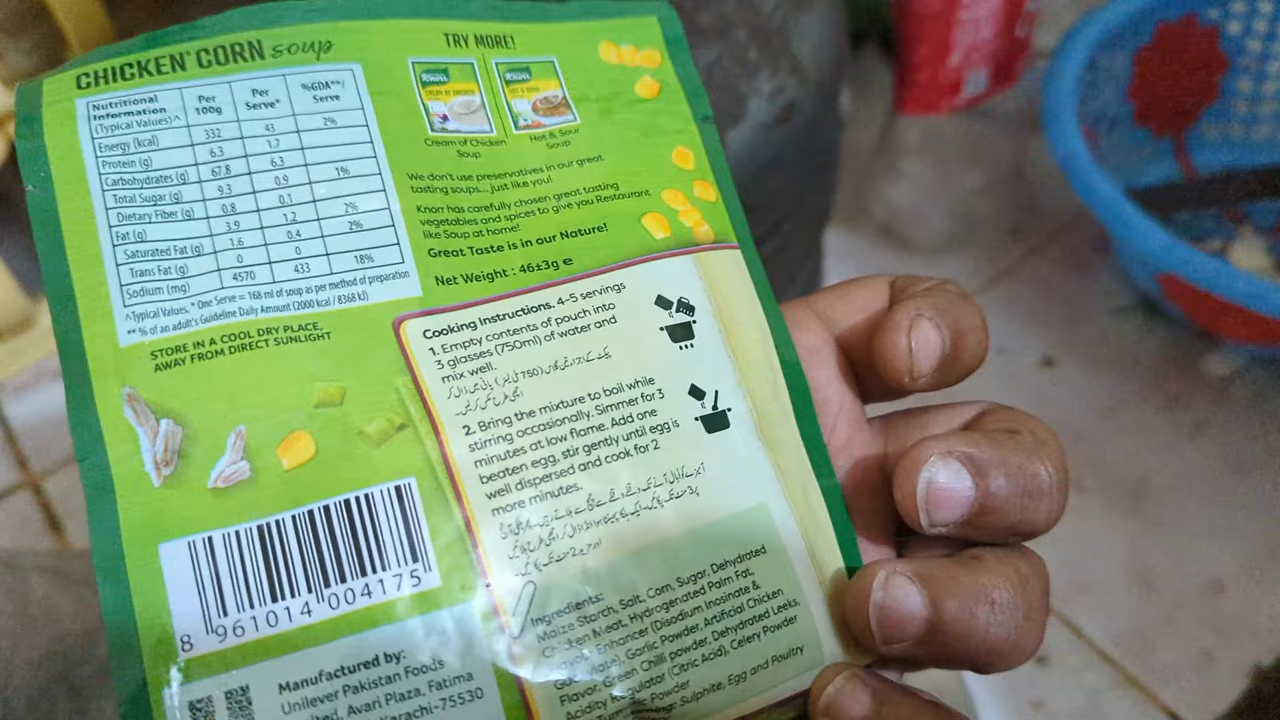 CHICKEN* CORN soup
Nutritional Information (Typical Values)^ Per 100g Per Serve* %GDA**/ Serve
Energy (kcal) 332 43 2%
Protein (g) 6.3 1.7
Carbohydrates (g) 67.8 6.3
Total Sugar (g) 9.3 0.9 1%
Dietary Fiber (g) 0.8 0.1
Fat (g) 3.9 1.2 2%
Saturated Fat (g) 1.6 0.4 2%
Trans Fat (g) 0 0
Sodium (mg) 4570 433 18%
^Typical Values, * One Serve = 168 ml of soup as per method of preparation
** % of an adult's Guideline Daily Amount (2000 kcal / 8368 kJ)
STORE IN A COOL DRY PLACE,
AWAY FROM DIRECT SUNLIGHT
TRY MORE!
Knorr
CREAM OF CHICKEN
Knorr
HOT & SOUR
Cream of Chicken
Soup
Hot & Sour
Soup
We don't use preservatives in our great
tasting soups... just like you!
Knorr has carefully chosen great tasting
vegetables and spices to give you Restaurant
like Soup at home!
Great Taste is in our Nature!
Net Weight : 46±3g e
Cooking Instructions. 4-5 servings
1. Empty contents of pouch into
3 glasses (750ml) of water and
mix well.
2. Bring the mixture to boil while
stirring occasionally. Simmer for 3
minutes at low flame. Add one
beaten egg, stir gently until egg is
well dispersed and cook for 2
more minutes.
Ingredients:
Maize Starch, Salt, Corn, Sugar, Dehydrated
Chicken Meat, Hydrogenated Palm Fat,
Enhancer (Disodium Inosinate &
Garlic Powder, Artificial Chicken
Flavor, Green Chilli powder, Dehydrated Leeks,
Acidity Regulator (Citric Acid), Celery Powder
Powder
Sulphite, Egg and Poultry
8 961014 004175
Manufactured by:
Unilever Pakistan Foods
Avari Plaza, Fatima
Karachi-75530